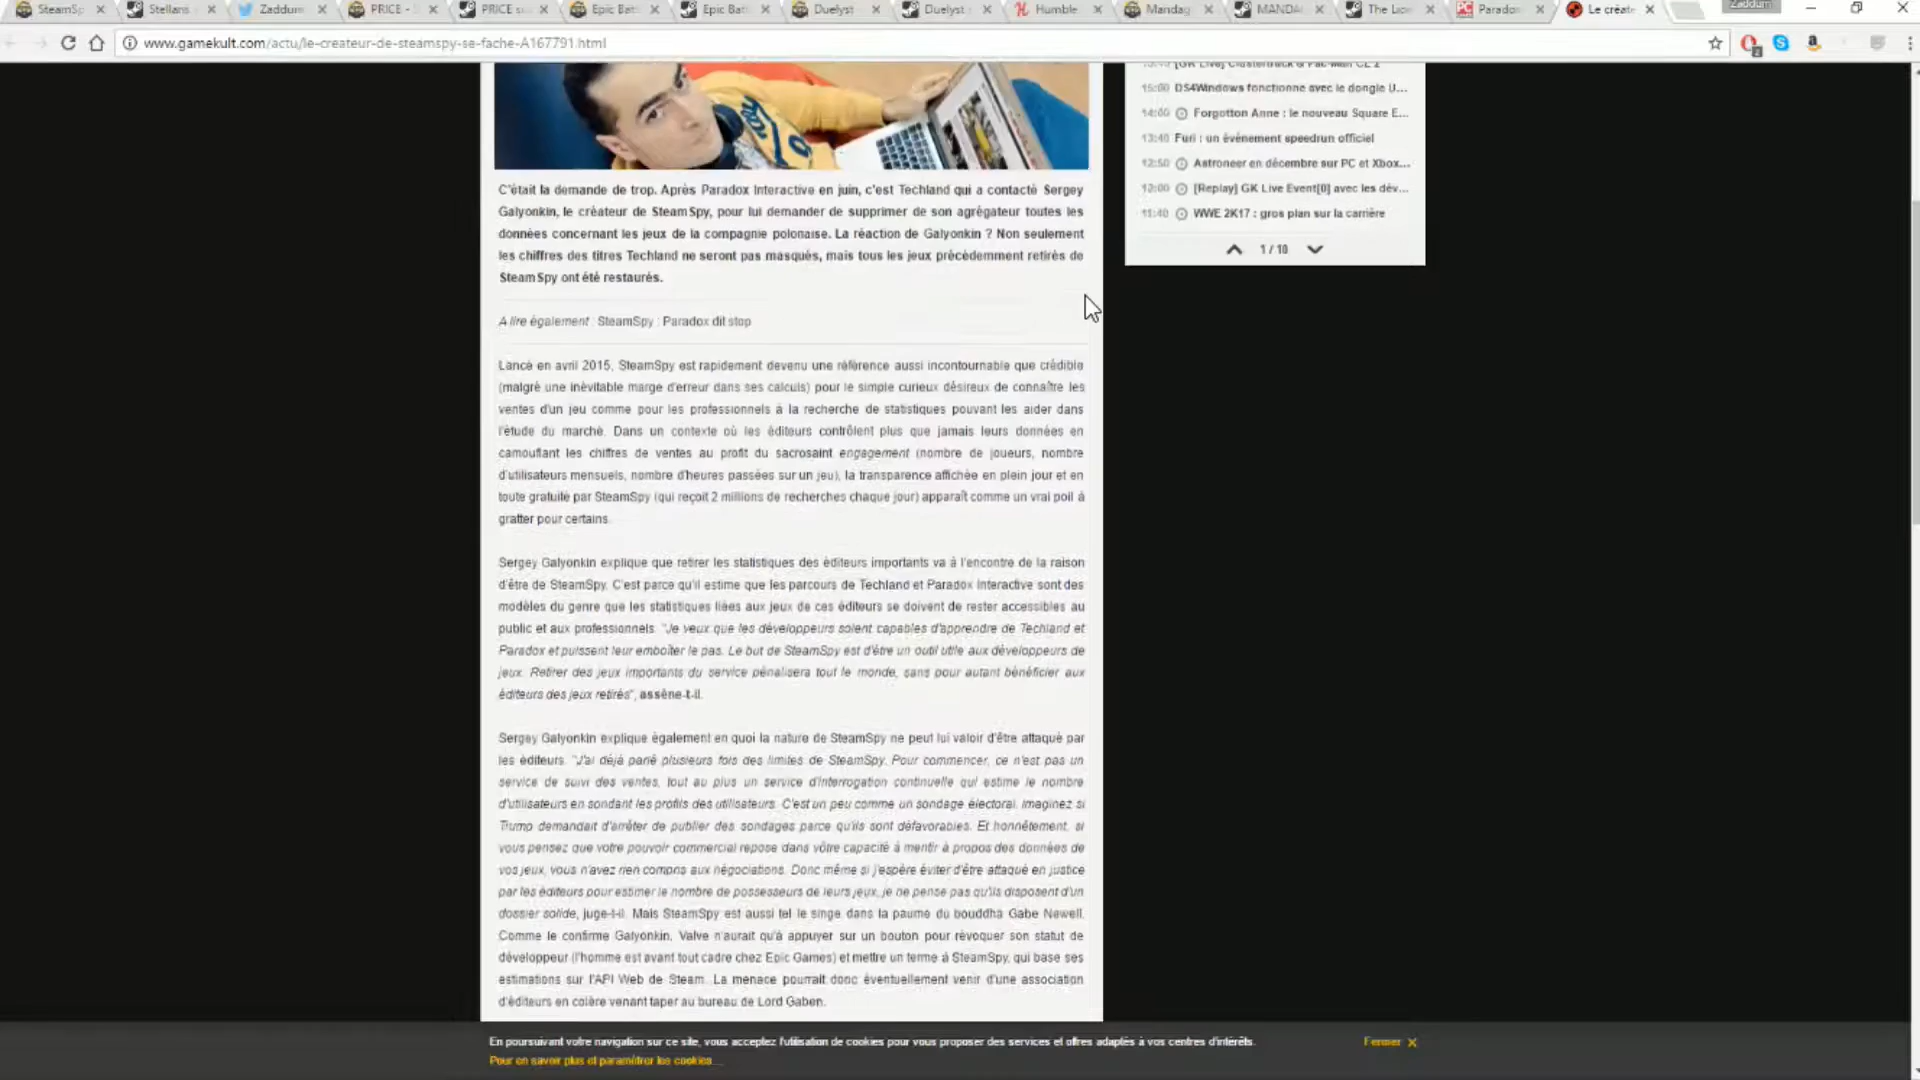 SteamSp
Stellaris
Zaddum
PRICE -
PRICE su
Epic Bat
Epic Bat
Duelyst
Duelyst
Humble
Mandag
MANDA
The Lion
Parado
Le créate
Zaddum
www.gamekult.com/actu/le-createur-de-steamspy-se-fache-A167791.html
15:00 DS4Windows fonctionne avec le dongle U...
14:00 Forgotton Anne : le nouveau Square E...
13:40 Furi : un événement speedrun officiel
12:50 Astroneer en décembre sur PC et Xbox...
12:00 [Replay] GK Live Event[0] avec les dév...
11:40 WWE 2K17 : gros plan sur la carrière
1 / 10
C'était la demande de trop. Après Paradox Interactive en juin, c'est Techland qui a contacté Sergey
Galyonkin, le créateur de SteamSpy, pour lui demander de supprimer de son agrégateur toutes les
données concernant les jeux de la compagnie polonaise. La réaction de Galyonkin ? Non seulement
les chiffres des titres Techland ne seront pas masqués, mais tous les jeux précédemment retirés de
SteamSpy ont été restaurés.
A lire également : SteamSpy : Paradox dit stop
Lancé en avril 2015, SteamSpy est rapidement devenu une référence aussi incontournable que crédible
(malgré une inévitable marge d'erreur dans ses calculs) pour le simple curieux désireux de connaître les
ventes d'un jeu comme pour les professionnels à la recherche de statistiques pouvant les aider dans
l'étude du marché. Dans un contexte où les éditeurs contrôlent plus que jamais leurs données en
camouflant les chiffres de ventes au profit du sacrosaint engagement (nombre de joueurs, nombre
d'utilisateurs mensuels, nombre d'heures passées sur un jeu), la transparence affichée en plein jour et en
toute gratuité par SteamSpy (qui reçoit 2 millions de recherches chaque jour) apparaît comme un vrai poil à
gratter pour certains.
Sergey Galyonkin explique que retirer les statistiques des éditeurs importants va à l'encontre de la raison
d'être de SteamSpy. C'est parce qu'il estime que les parcours de Techland et Paradox Interactive sont des
modèles du genre que les statistiques liées aux jeux de ces éditeurs se doivent de rester accessibles au
public et aux professionnels. "Je veux que les développeurs soient capables d'apprendre de Techland et
Paradox et puissent leur emboîter le pas. Le but de SteamSpy est d'être un outil utile aux développeurs de
jeux. Retirer des jeux importants du service pénalisera tout le monde, sans pour autant bénéficier aux
éditeurs des jeux retirés", assène-t-il.
Sergey Galyonkin explique également en quoi la nature de SteamSpy ne peut lui valoir d'être attaqué par
les éditeurs. "J'ai déjà parlé plusieurs fois des limites de SteamSpy. Pour commencer, ce n'est pas un
service de suivi des ventes, tout au plus un service d'interrogation continuelle qui estime le nombre
d'utilisateurs en sondant les profils des utilisateurs. C'est un peu comme un sondage électoral. Imaginez si
Trump demandait d'arrêter de publier des sondages parce qu'ils sont défavorables. Et honnêtement, si
vous pensez que votre pouvoir commercial repose dans vôtre capacité à mentir à propos des données de
vos jeux, vous n'avez rien compris aux négociations. Donc même si j'espère éviter d'être attaqué en justice
par les éditeurs pour estimer le nombre de possesseurs de leurs jeux, je ne pense pas qu'ils disposent d'un
dossier solide, juge-t-il. Mais SteamSpy est aussi tel le singe dans la paume du bouddha Gabe Newell.
Comme le confirme Galyonkin, Valve n'aurait qu'à appuyer sur un bouton pour révoquer son statut de
développeur (l'homme est avant tout cadre chez Epic Games) et mettre un terme à SteamSpy, qui base ses
estimations sur l'API Web de Steam. La menace pourrait donc éventuellement venir d'une association
d'éditeurs en colère venant taper au bureau de Lord Gaben.
En poursuivant votre navigation sur ce site, vous acceptez l'utilisation de cookies pour vous proposer des services et offres adaptés à vos centres d'intérêts.
Fermer X
Pour en savoir plus et paramétrer les cookies...